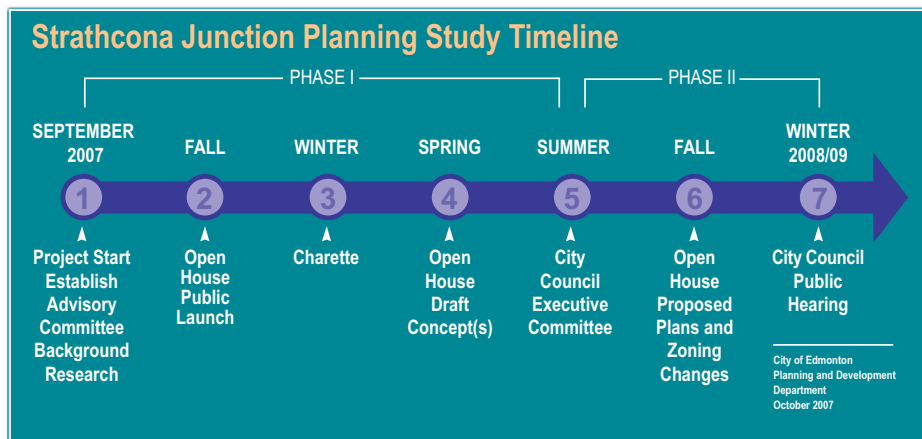 Strathcona Junction Planning Study Timeline
PHASE I
PHASE II
SEPTEMBER
2007
FALL
WINTER
SPRING
SUMMER
FALL
WINTER
2008/09
1
2
3
4
5
6
7
Project Start
Establish
Advisory
Committee
Background
Research
Open
House
Public
Launch
Charette
Open
House
Draft
Concept(s)
City
Council
Executive
Committee
Open
House
Proposed
Plans and
Zoning
Changes
City Council
Public
Hearing
City of Edmonton
Planning and Development
Department
October 2007